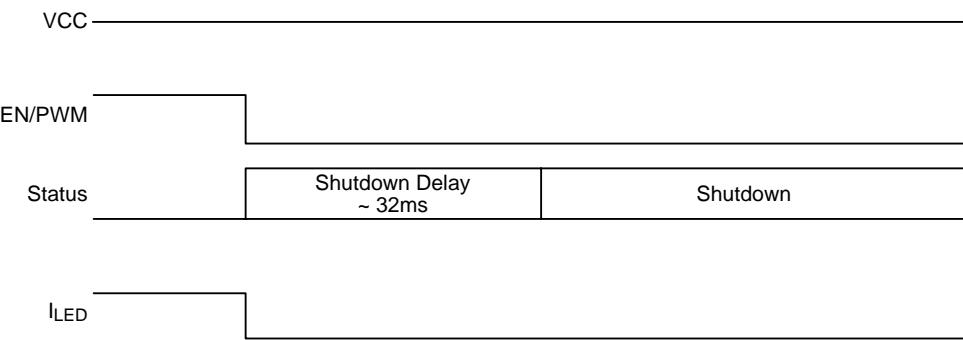 VCC
EN/PWM
Status
Shutdown Delay
~ 32ms
Shutdown
ILED